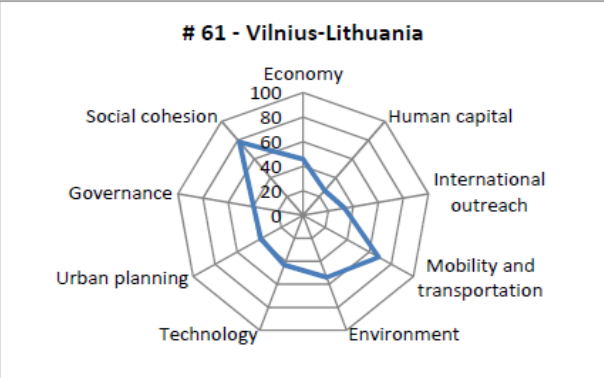 # 61 - Vilnius-Lithuania
Economy
100
80
60
40
20
0
Human capital
International
outreach
Mobility and
transportation
Environment
Technology
Urban planning
Governance
Social cohesion